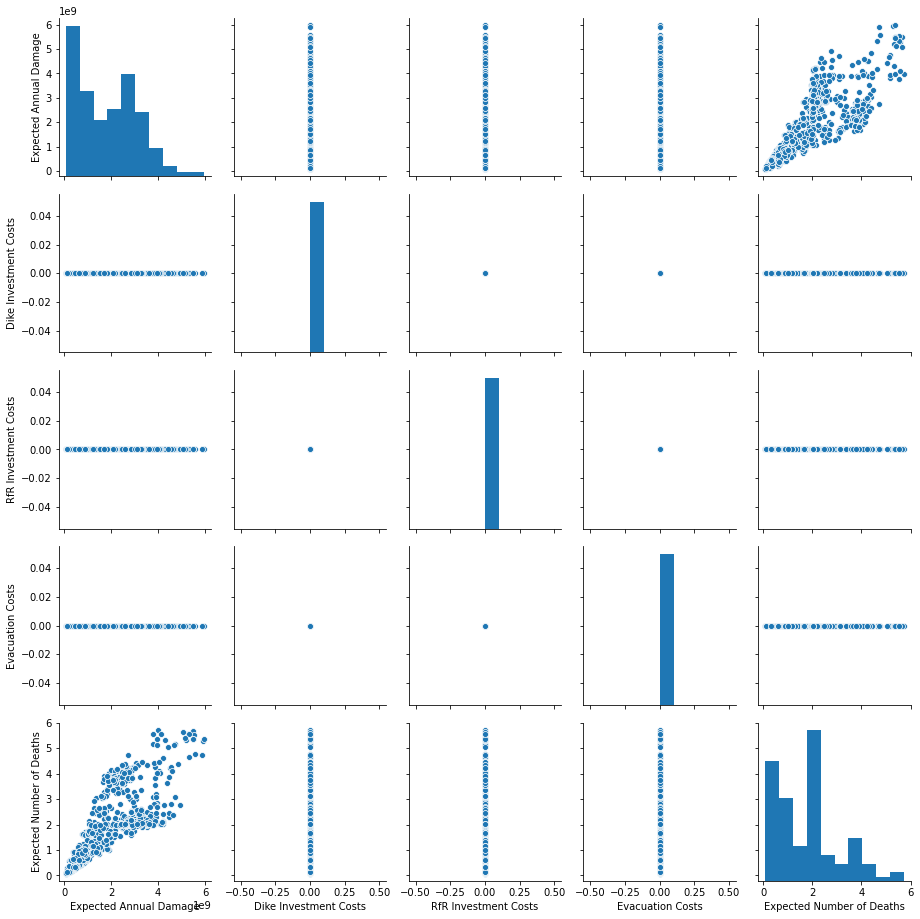 1e9
6
5
4
3
2
1
0
Expected Annual Damage
0.04
0.02
0.00
−0.02
−0.04
Dike Investment Costs
0.04
0.02
0.00
−0.02
−0.04
RfR Investment Costs
0.04
0.02
0.00
−0.02
−0.04
Evacuation Costs
6
5
4
3
2
1
0
Expected Number of Deaths
0 2 4 6
−0.50 −0.25 0.00 0.25 0.50
−0.50 −0.25 0.00 0.25 0.50
−0.50 −0.25 0.00 0.25 0.50
0 2 4 6
Expected Annual Damage 1e9
Dike Investment Costs
RfR Investment Costs
Evacuation Costs
Expected Number of Deaths